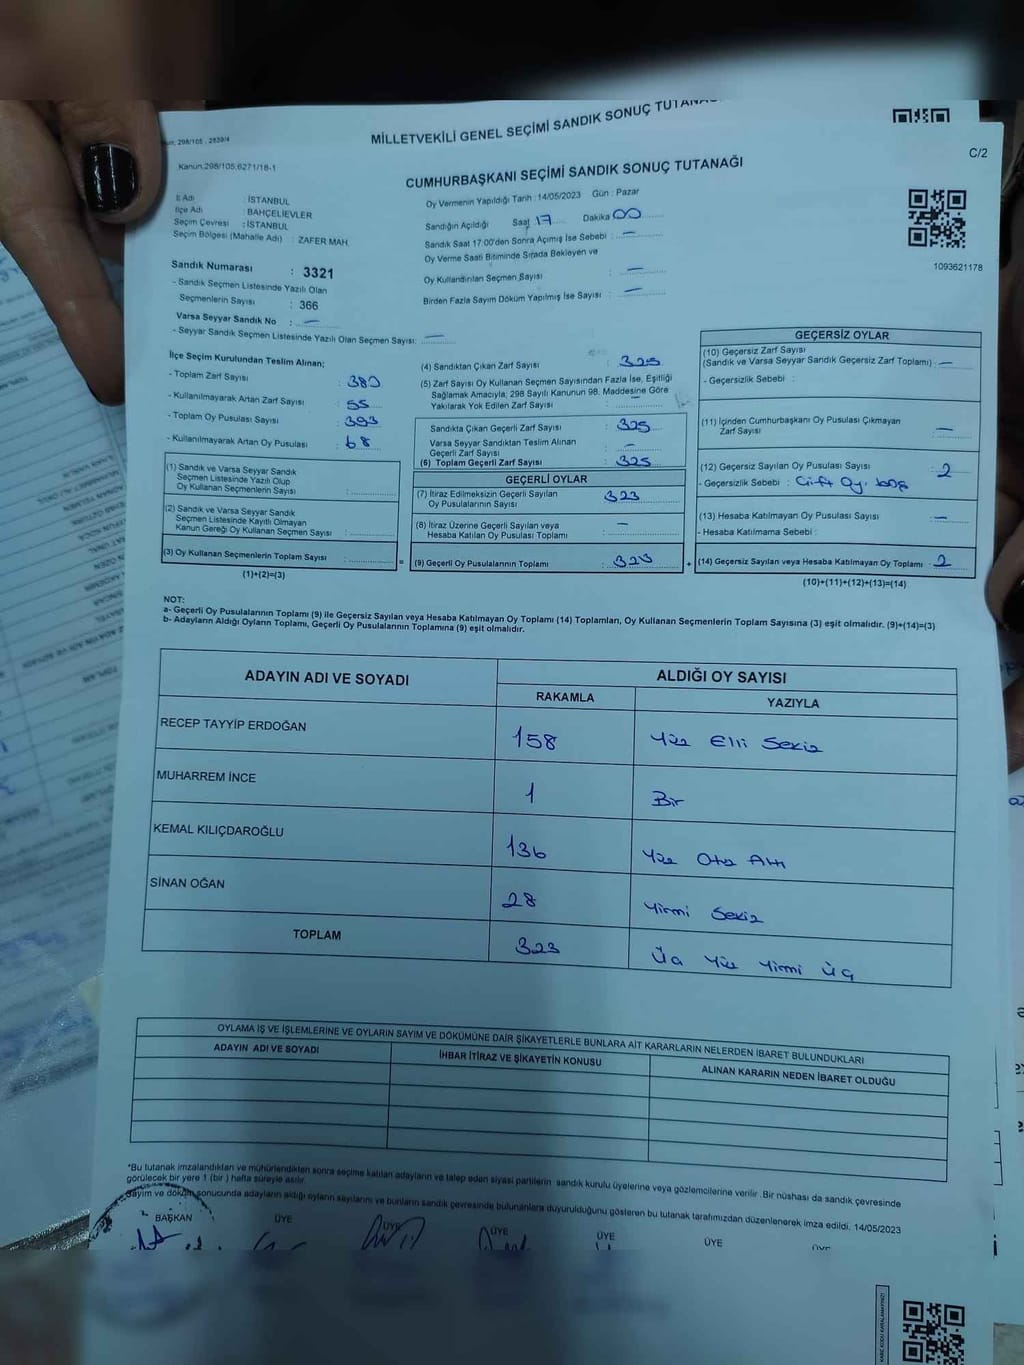 MİLLETVEKİLİ GENEL SEÇİMİ SANDIK SONUÇ
298/105 , 2839/4
Kanun.298/105,6271/18-1
C/2
CUMHURBAŞKANI SEÇİMİ SANDIK SONUÇ TUTANAĞI
İl Adı : İSTANBUL
İlçe Adı : BAHÇELİEVLER
Seçim Çevresi : İSTANBUL
Seçim Bölgesi (Mahalle Adı) : ZAFER MAH.
Sandık Numarası : 3321
- Sandık Seçmen Listesinde Yazılı Olan
Seçmenlerin Sayısı : 366
Varsa Seyyar Sandık No : —
- Seyyar Sandık Seçmen Listesinde Yazılı Olan Seçmen Sayısı: —
Oy Vermenin Yapıldığı Tarih : 14/05/2023 Gün : Pazar
Sandığın Açıldığı Saat 17 Dakika 00
Sandık Saat 17:00'den Sonra Açımış İse Sebebi : —
Oy Verme Saati Bitiminde Sırada Bekleyen ve
Oy Kullandırılan Seçmen Sayısı : —
Birden Fazla Sayım Döküm Yapılmış İse Sayısı : —
1093621178
İlçe Seçim Kurulundan Teslim Alınan;
- Toplam Zarf Sayısı : 380
- Kullanılmayarak Artan Zarf Sayısı : 55
- Toplam Oy Pusulası Sayısı : 393
- Kullanılmayarak Artan Oy Pusulası : 68
(1) Sandık ve Varsa Seyyar Sandık
Seçmen Listesinde Yazılı Olup
Oy Kullanan Seçmenlerin Sayısı :
(2) Sandık ve Varsa Seyyar Sandık
Seçmen Listesinde Kayıtlı Olmayan
Kanun Gereği Oy Kullanan Seçmen Sayısı :
(3) Oy Kullanan Seçmenlerin Toplam Sayısı :
(1)+(2)=(3)
(4) Sandıktan Çıkan Zarf Sayısı : 325
(5) Zarf Sayısı Oy Kullanan Seçmen Sayısından Fazla İse, Eşitliği
Sağlamak Amacıyla; 298 Sayılı Kanunun 98. Maddesine Göre
Yakılarak Yok Edilen Zarf Sayısı : —
Sandıkta Çıkan Geçerli Zarf Sayısı : 325
Varsa Seyyar Sandıktan Teslim Alınan
Geçerli Zarf Sayısı : —
(6) Toplam Geçerli Zarf Sayısı : 325
GEÇERLİ OYLAR
(7) İtiraz Edilmeksizin Geçerli Sayılan
Oy Pusulalarının Sayısı : 323
(8) İtiraz Üzerine Geçerli Sayılan veya
Hesaba Katılan Oy Pusulası Toplamı : —
= (9) Geçerli Oy Pusulalarının Toplamı : 323
GEÇERSİZ OYLAR
(10) Geçersiz Zarf Sayısı
(Sandık ve Varsa Seyyar Sandık Geçersiz Zarf Toplamı) : —
- Geçersizlik Sebebi :
(11) İçinden Cumhurbaşkanı Oy Pusulası Çıkmayan
Zarf Sayısı : —
(12) Geçersiz Sayılan Oy Pusulası Sayısı : 2
- Geçersizlik Sebebi : Çift Oy, boş
(13) Hesaba Katılmayan Oy Pusulası Sayısı : —
- Hesaba Katılmama Sebebi :
+ (14) Geçersiz Sayılan veya Hesaba Katılmayan Oy Toplamı : 2
(10)+(11)+(12)+(13)=(14)
NOT:
a- Geçerli Oy Pusulalarının Toplamı (9) ile Geçersiz Sayılan veya Hesaba Katılmayan Oy Toplamı (14) Toplamları, Oy Kullanan Seçmenlerin Toplam Sayısına (3) eşit olmalıdır. (9)+(14)=(3)
b- Adayların Aldığı Oyların Toplamı, Geçerli Oy Pusulalarının Toplamına (9) eşit olmalıdır.
ADAYIN ADI VE SOYADI
ALDIĞI OY SAYISI
RAKAMLA YAZIYLA
RECEP TAYYİP ERDOĞAN 158 Yüz Elli Sekiz
MUHARREM İNCE 1 Bir
KEMAL KILIÇDAROĞLU 136 Yüz Otuz Altı
SİNAN OĞAN 28 Yirmi Sekiz
TOPLAM 323 Üç Yüz Yirmi Üç
OYLAMA İŞ VE İŞLEMLERİNE VE OYLARIN SAYIM VE DÖKÜMÜNE DAİR ŞİKAYETLERLE BUNLARA AİT KARARLARIN NELERDEN İBARET BULUNDUKLARI
ADAYIN ADI VE SOYADI İHBAR İTİRAZ VE ŞİKAYETİN KONUSU ALINAN KARARIN NEDEN İBARET OLDUĞU
*Bu tutanak imzalandıktan ve mühürlendikten sonra seçime katılan adayların ve talep eden siyasi partilerin sandık kurulu üyelerine veya gözlemcilerine verilir .Bir nüshası da sandık çevresinde
görülecek bir yere 1 (bir ) hafta süreyle asılır.
Sayım ve döküm sonucunda adayların aldığı oyların sayılarını ve bunların sandık çevresinde bulunanlara duyurulduğunu gösteren bu tutanak tarafımızdan düzenlenerek imza edildi. 14/05/2023
BAŞKAN ÜYE ÜYE ÜYE ÜYE ÜYE ÜYE